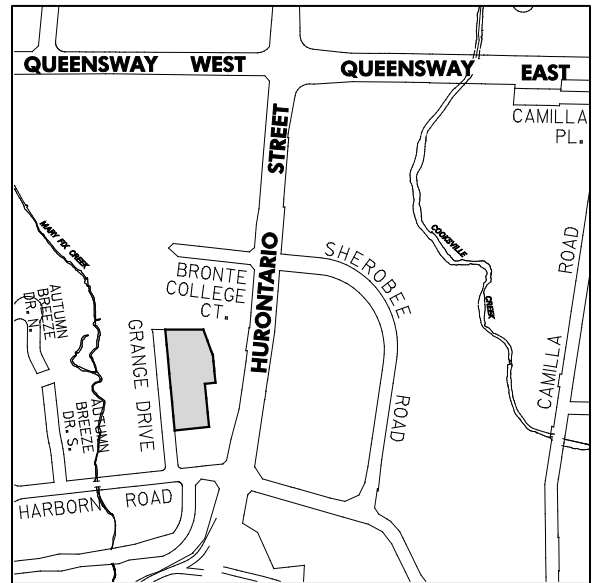 QUEENSWAY WEST
QUEENSWAY EAST
CAMILLA
PL.
STREET
HURONTARIO
MARY FIX CREEK
BRONTE
COLLEGE
CT.
SHEROBEE
ROAD
COOKSVILLE
CREEK
CAMILLA ROAD
AUTUMN
BREEZE
DR. N.
GRANGE DRIVE
AUTUMN
BREEZE
DR. S.
HARBORN ROAD